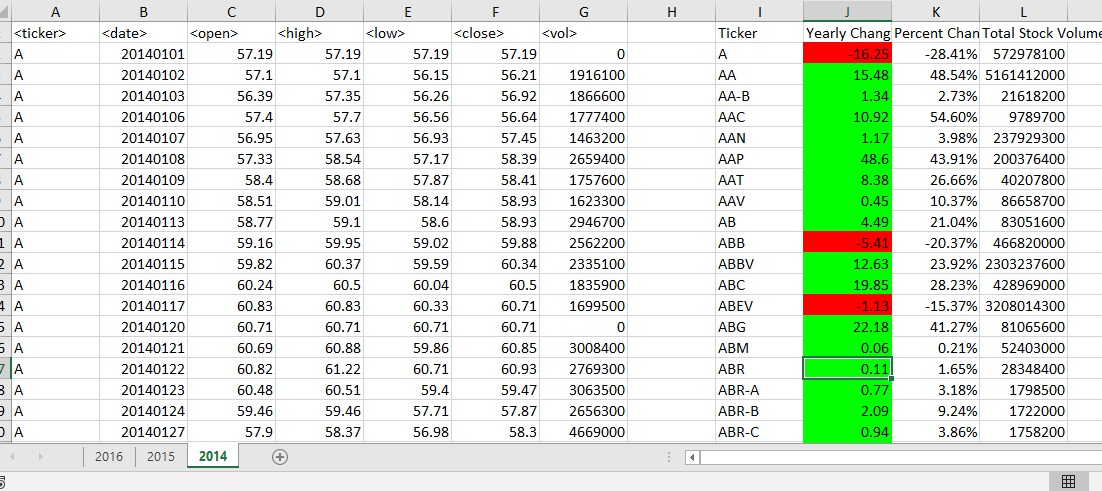 A B C D E F G H I J K L
<ticker> <date> <open> <high> <low> <close> <vol> Ticker Yearly Chang Percent Chan Total Stock Volume
A 20140101 57.19 57.19 57.19 57.19 0 A -16.25 -28.41% 572978100
A 20140102 57.1 57.1 56.15 56.21 1916100 AA 15.48 48.54% 5161412000
A 20140103 56.39 57.35 56.26 56.92 1866600 AA-B 1.34 2.73% 21618200
A 20140106 57.4 57.7 56.56 56.64 1777400 AAC 10.92 54.60% 9789700
A 20140107 56.95 57.63 56.93 57.45 1463200 AAN 1.17 3.98% 237929300
A 20140108 57.33 58.54 57.17 58.39 2659400 AAP 48.6 43.91% 200376400
A 20140109 58.4 58.68 57.87 58.41 1757600 AAT 8.38 26.66% 40207800
A 20140110 58.51 59.01 58.14 58.93 1623300 AAV 0.45 10.37% 86658700
A 20140113 58.77 59.1 58.6 58.93 2946700 AB 4.49 21.04% 83051600
A 20140114 59.16 59.95 59.02 59.88 2562200 ABB -5.41 -20.37% 466820000
A 20140115 59.82 60.37 59.59 60.34 2335100 ABBV 12.63 23.92% 2303237600
A 20140116 60.24 60.5 60.04 60.5 1835900 ABC 19.85 28.23% 428969000
A 20140117 60.83 60.83 60.33 60.71 1699500 ABEV -1.13 -15.37% 3208014300
A 20140120 60.71 60.71 60.71 60.71 0 ABG 22.18 41.27% 81065600
A 20140121 60.69 60.88 59.86 60.85 3008400 ABM 0.06 0.21% 52403000
A 20140122 60.82 61.22 60.71 60.93 2769300 ABR 0.11 1.65% 28348400
A 20140123 60.48 60.51 59.4 59.47 3063500 ABR-A 0.77 3.18% 1798500
A 20140124 59.46 59.46 57.71 57.87 2656300 ABR-B 2.09 9.24% 1722000
A 20140127 57.9 58.37 56.98 58.3 4669000 ABR-C 0.94 3.86% 1758200
2016 2015 2014